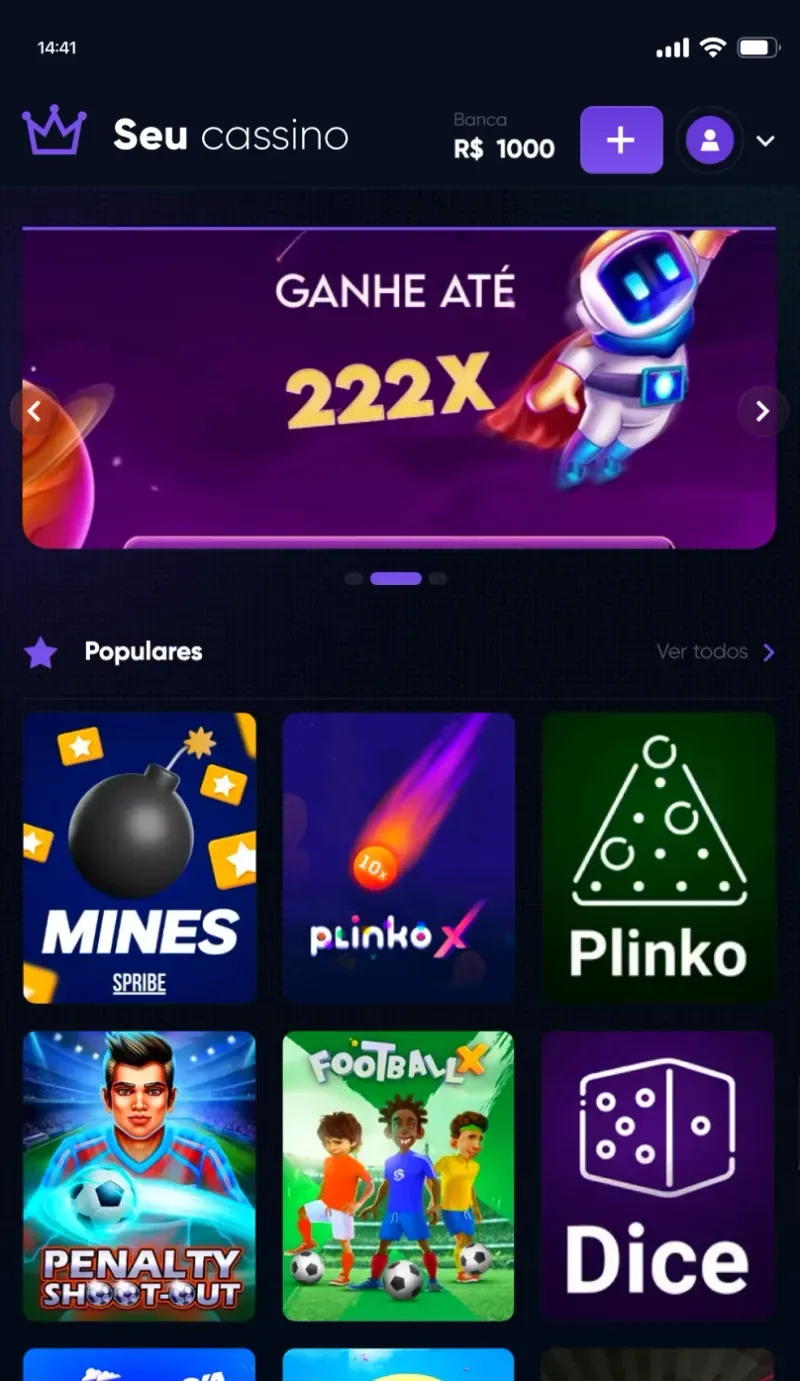 14:41
Seu cassino
Banca
R$ 1000
GANHE ATÉ
222X
Populares
Ver todos
MINES
SPRIBE
10x
plinko X
Plinko
PENALTY
SHOOT-OUT
FOOTBALL X
Dice